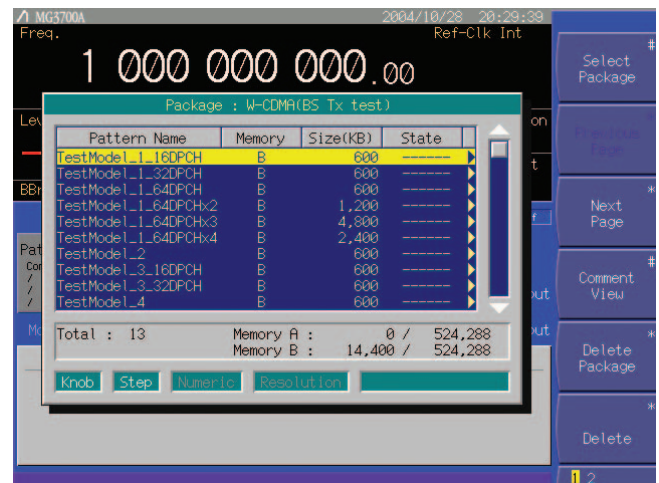 MG3700A 2004/10/28 20:29:39
Freq. Ref-Clk Int
1 000 000 000.00
Package : W-CDMA(BS Tx test)
Lev on
Pattern Name Memory Size(KB) State
TestModel_1_16DPCH B 600 ------
TestModel_1_32DPCH B 600 ------
TestModel_1_64DPCH B 600 ------
TestModel_1_64DPCHx2 B 1,200 ------
TestModel_1_64DPCHx3 B 4,800 ------
TestModel_1_64DPCHx4 B 2,400 ------
TestModel_2 B 600 ------
TestModel_3_16DPCH B 600 ------
TestModel_3_32DPCH B 600 ------
TestModel_4 B 600 ------
t
BBr
f
Pat
Cor
/
/
/
out
Mo
out
Total : 13 Memory A : 0 / 524,288
Memory B : 14,400 / 524,288
Knob Step Numeric Resolution
#
Select
Package
*
Previous
Page
*
Next
Page
#
Comment
View
*
Delete
Package
*
Delete
1 2